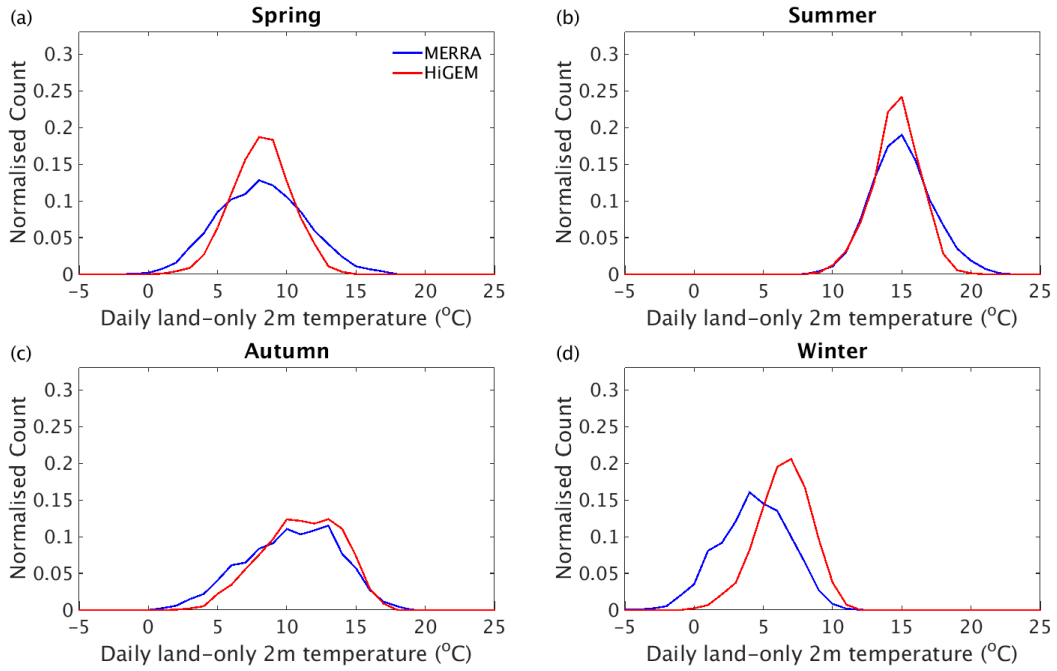 (a) Spring
0.3
0.25
0.2
0.15
0.1
0.05
0
Normalised Count
MERRA
HiGEM
-5 0 5 10 15 20 25
Daily land-only 2m temperature (°C)
(b) Summer
0.3
0.25
0.2
0.15
0.1
0.05
0
Normalised Count
-5 0 5 10 15 20 25
Daily land-only 2m temperature (°C)
(c) Autumn
0.3
0.25
0.2
0.15
0.1
0.05
0
Normalised Count
-5 0 5 10 15 20 25
Daily land-only 2m temperature (°C)
(d) Winter
0.3
0.25
0.2
0.15
0.1
0.05
0
Normalised Count
-5 0 5 10 15 20 25
Daily land-only 2m temperature (°C)